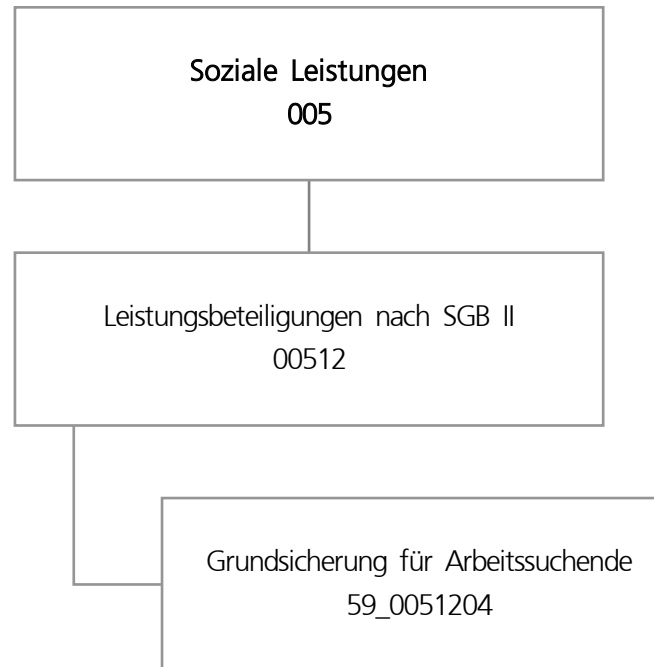 Soziale Leistungen
005
Leistungsbeteiligungen nach SGB II
00512
Grundsicherung für Arbeitssuchende
59_0051204